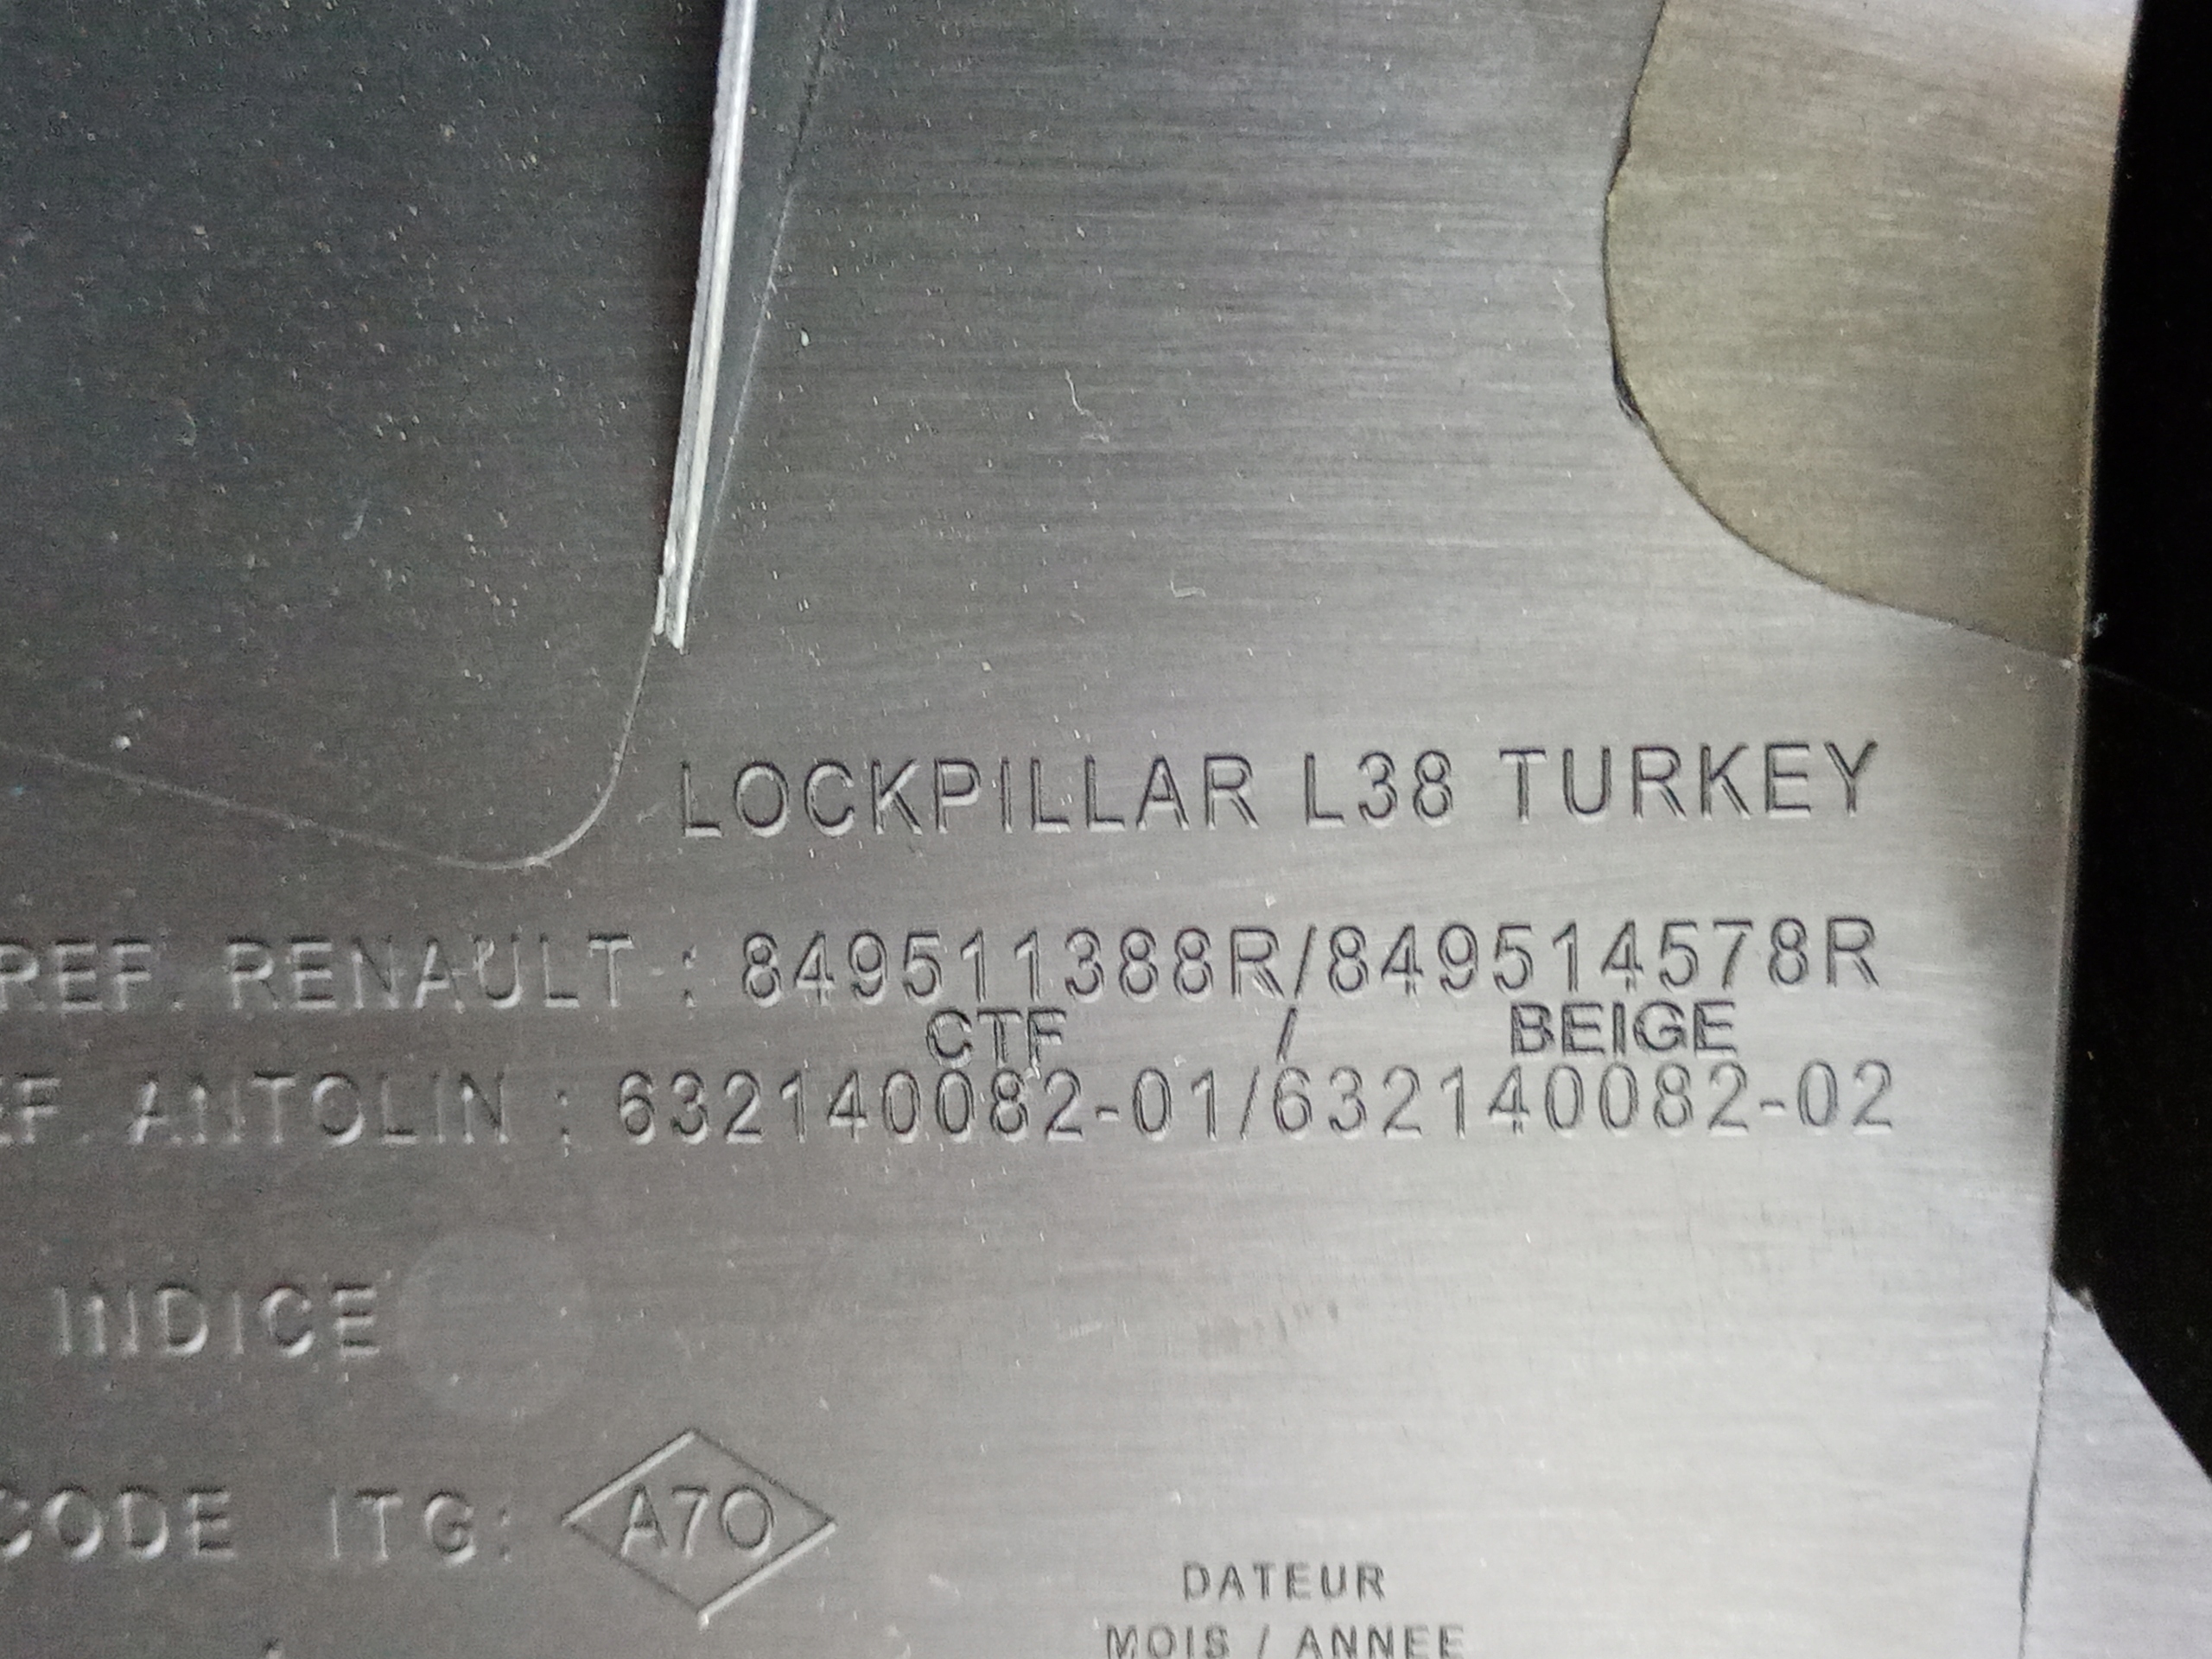 LOCKPILLAR L38 TURKEY
REF. RENAULT : 849511388R/849514578R
CTF / BEIGE
EF. ANTOLIN : 632140082-01/632140082-02
INDICE
CODE ITG: A7O
DATEUR
MOIS / ANNEE